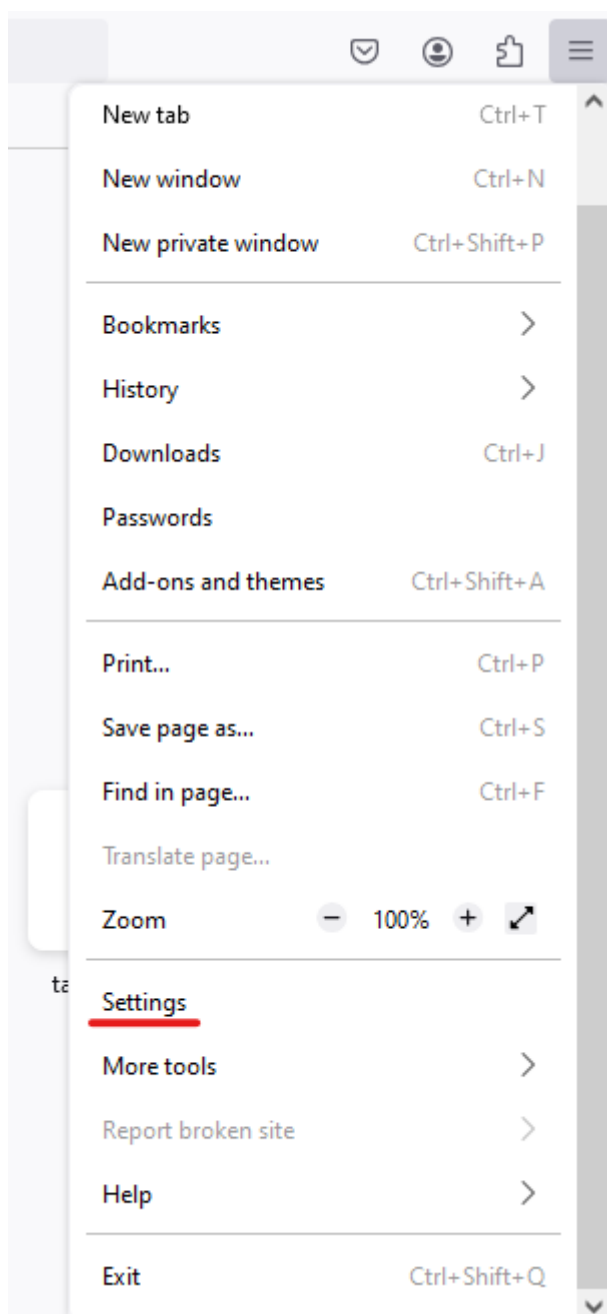 New tab Ctrl+T
New window Ctrl+N
New private window Ctrl+Shift+P
Bookmarks
History
Downloads Ctrl+J
Passwords
Add-ons and themes Ctrl+Shift+A
Print... Ctrl+P
Save page as... Ctrl+S
Find in page... Ctrl+F
Translate page...
Zoom − 100% +
ta
Settings
More tools
Report broken site
Help
Exit Ctrl+Shift+Q